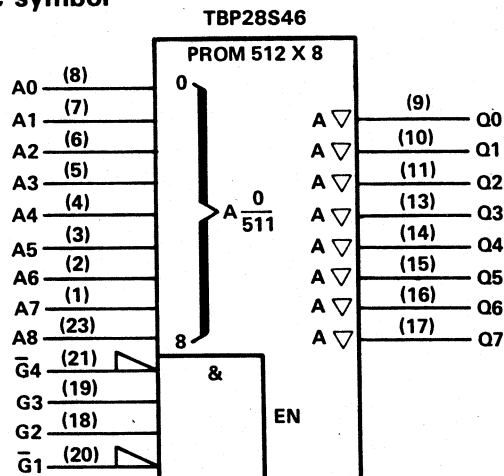 symbol
TBP28S46
PROM 512 X 8
A0 (8) 0
A1 (7) A ▽ (9) Q0
A2 (6) A ▽ (10) Q1
A3 (5) A ▽ (11) Q2
A4 (4) A 0/511 A ▽ (13) Q3
A5 (3) A ▽ (14) Q4
A6 (2) A ▽ (15) Q5
A7 (1) A ▽ (16) Q6
A8 (23) 8 A ▽ (17) Q7
G̅4 (21) &
G3 (19)
G2 (18) EN
G̅1 (20)